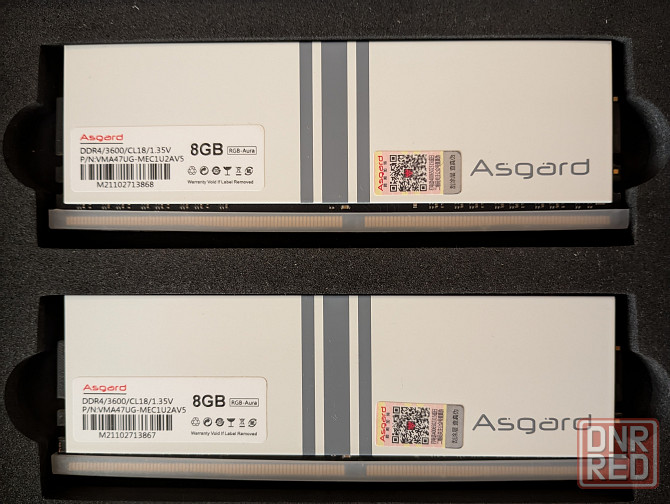 Asgard
DDR4/3600/CL18/1.35V
P/N:VMA47UG-MEC1U2AV5
8GB
RGB-Aura
Warranty Void If Label Removed
M21102713868
Asgard
Asgard
Asgard
DDR4/3600/CL18/1.35V
P/N:VMA47UG-MEC1U2AV5
8GB
RGB-Aura
Warranty Void If Label Removed
M21102713867
Asgard
Asgard
DNR
RED